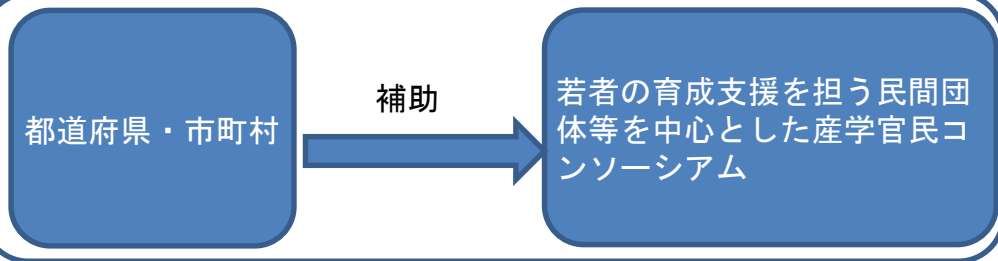 都道府県・市町村
補助
若者の育成支援を担う民間団
体等を中心とした産学官民コ
ンソーシアム